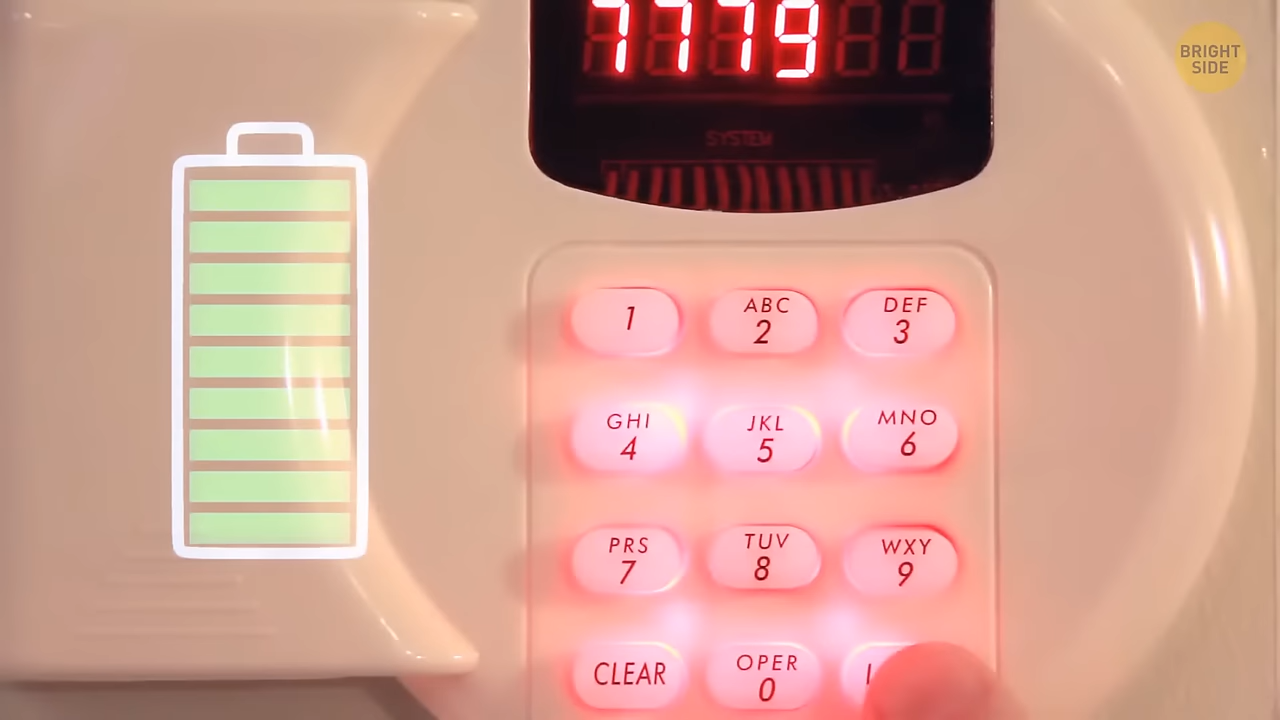 7779
BRIGHT
SIDE
SYSTEM
1
ABC
2
DEF
3
GHI
4
JKL
5
MNO
6
PRS
7
TUV
8
WXY
9
CLEAR
OPER
0